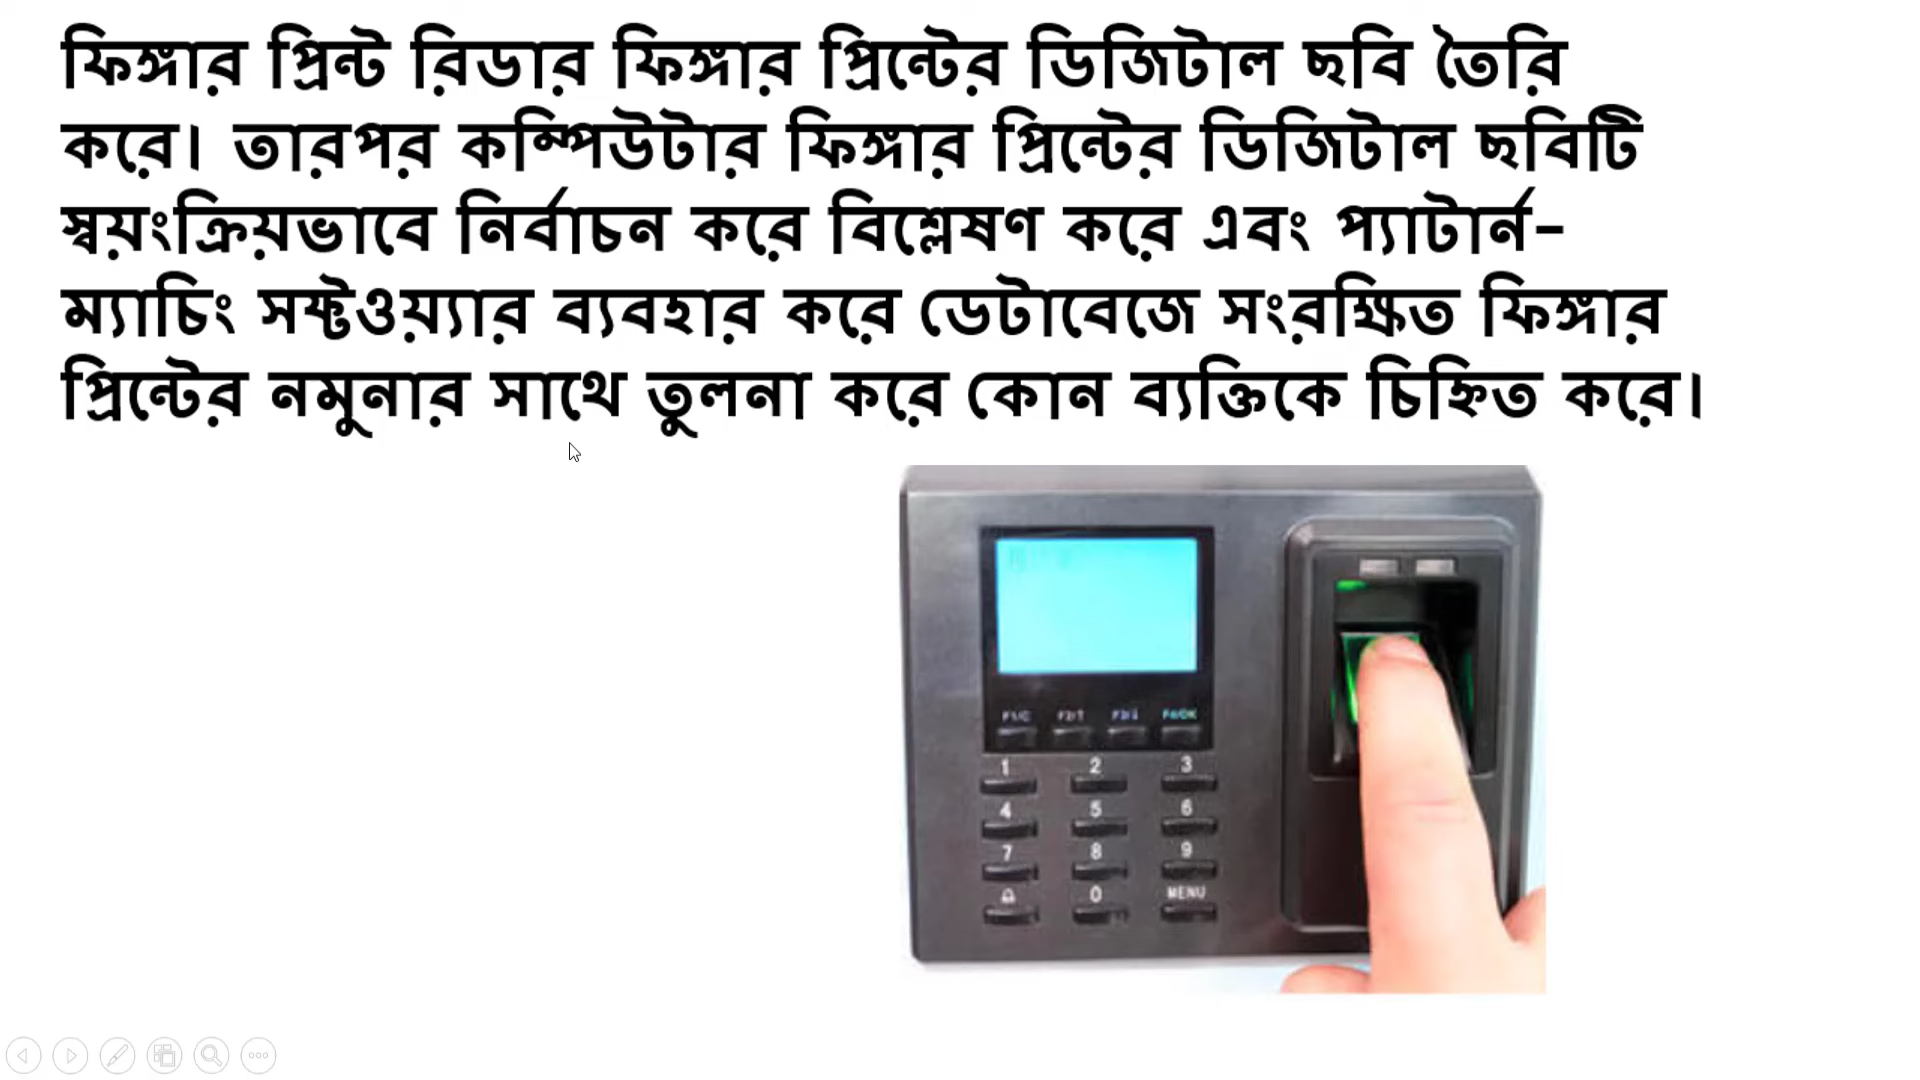 ফিঙ্গার প্রিন্ট রিডার ফিঙ্গার প্রিন্টের ডিজিটাল ছবি তৈরি
করে। তারপর কম্পিউটার ফিঙ্গার প্রিন্টের ডিজিটাল ছবিটি
স্বয়ংক্রিয়ভাবে নির্বাচন করে বিশ্লেষণ করে এবং প্যাটার্ন-
ম্যাচিং সফ্টওয়্যার ব্যবহার করে ডেটাবেজে সংরক্ষিত ফিঙ্গার
প্রিন্টের নমুনার সাথে তুলনা করে কোন ব্যক্তিকে চিহ্নিত করে।
1 2 3
4 5 6
7 8 9
0 MENU